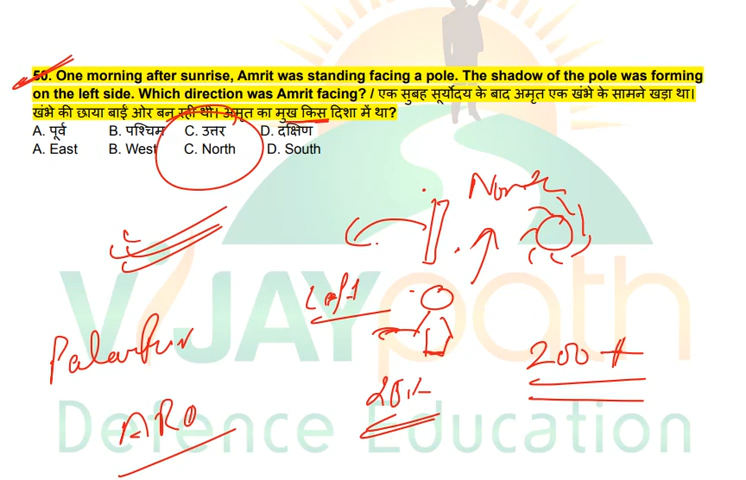 50. One morning after sunrise, Amrit was standing facing a pole. The shadow of the pole was forming
on the left side. Which direction was Amrit facing? / एक सुबह सूर्योदय के बाद अमृत एक खंभे के सामने खड़ा था।
खंभे की छाया बाईं ओर बन रही थी। अमृत का मुख किस दिशा में था?
A. पूर्व B. पश्चिम C. उत्तर D. दक्षिण
A. East B. West C. North D. South
North
Left
200+
ARO
VIJAY path
Defence Education